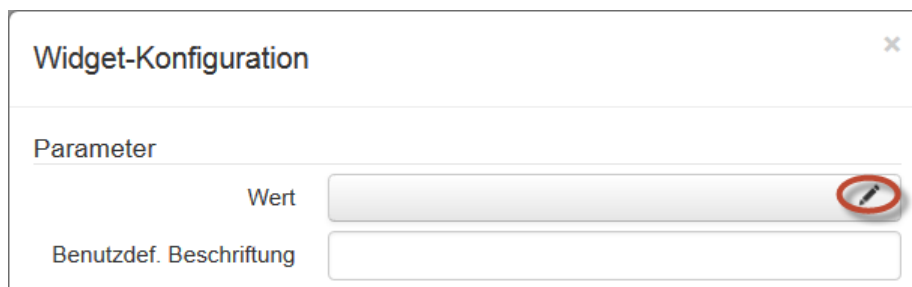 Widget-Konfiguration
×
Parameter
Wert
Benutzdef. Beschriftung